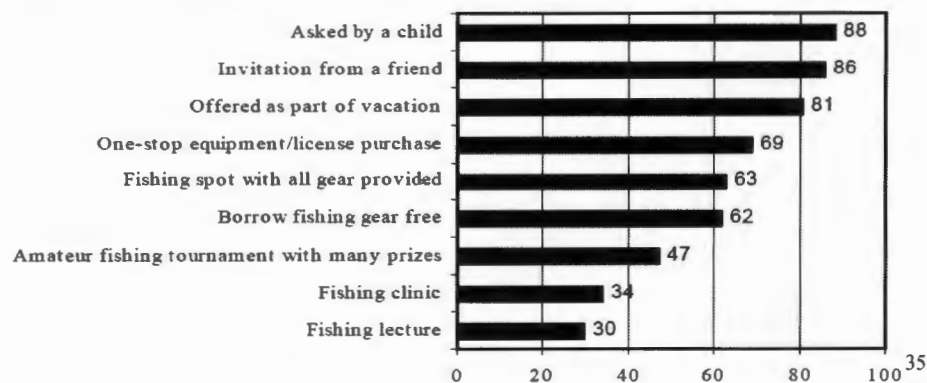 Asked by a child 88
Invitation from a friend 86
Offered as part of vacation 81
One-stop equipment/license purchase 69
Fishing spot with all gear provided 63
Borrow fishing gear free 62
Amateur fishing tournament with many prizes 47
Fishing clinic 34
Fishing lecture 30
0 20 40 60 80 100 35